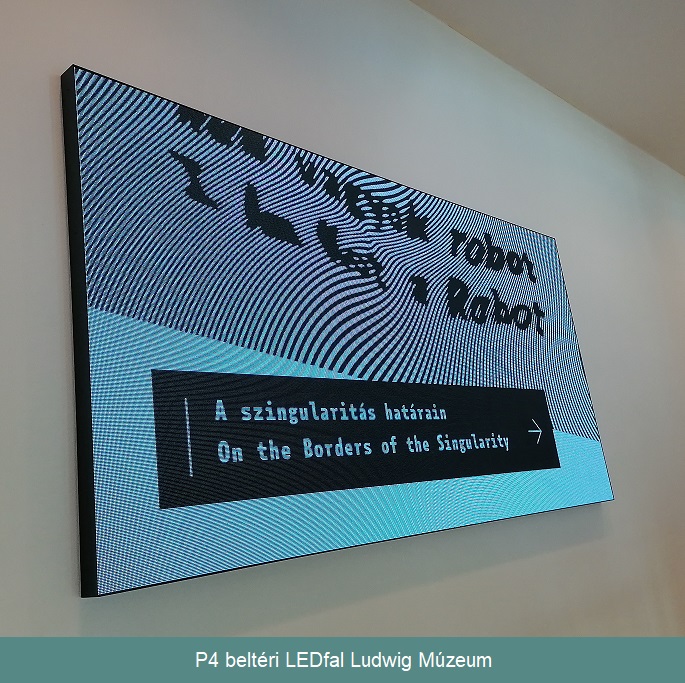 robot
Robot
A szingularitás határain
On the Borders of the Singularity
P4 beltéri LEDfal Ludwig Múzeum